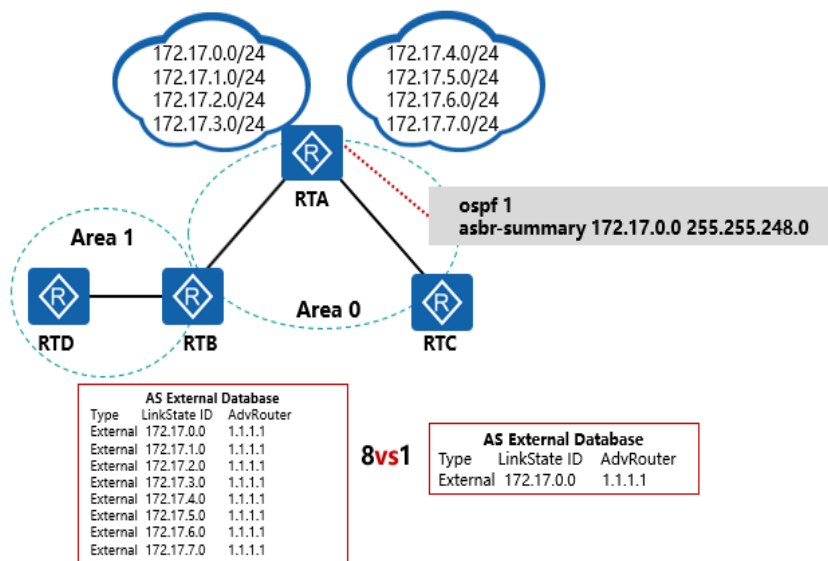 172.17.0.0/24
172.17.1.0/24
172.17.2.0/24
172.17.3.0/24
172.17.4.0/24
172.17.5.0/24
172.17.6.0/24
172.17.7.0/24
R
RTA
ospf 1
asbr-summary 172.17.0.0 255.255.248.0
Area 1
R
RTD
R
RTB
Area 0
R
RTC
AS External Database
Type LinkState ID AdvRouter
External 172.17.0.0 1.1.1.1
External 172.17.1.0 1.1.1.1
External 172.17.2.0 1.1.1.1
External 172.17.3.0 1.1.1.1
External 172.17.4.0 1.1.1.1
External 172.17.5.0 1.1.1.1
External 172.17.6.0 1.1.1.1
External 172.17.7.0 1.1.1.1
8vs1
AS External Database
Type LinkState ID AdvRouter
External 172.17.0.0 1.1.1.1